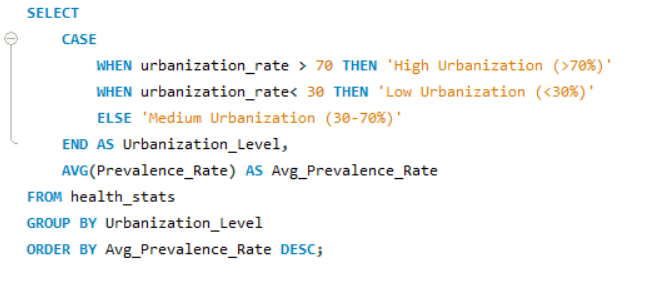 SELECT
CASE
WHEN urbanization_rate > 70 THEN 'High Urbanization (>70%)'
WHEN urbanization_rate< 30 THEN 'Low Urbanization (<30%)'
ELSE 'Medium Urbanization (30-70%)'
END AS Urbanization_Level,
AVG(Prevalence_Rate) AS Avg_Prevalence_Rate
FROM health_stats
GROUP BY Urbanization_Level
ORDER BY Avg_Prevalence_Rate DESC;